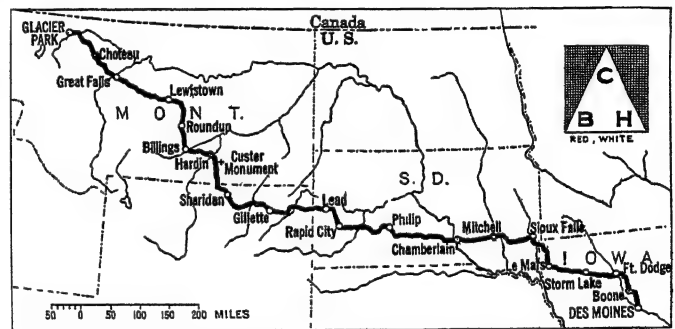 Canada
U. S.
GLACIER
PARK
Choteau
Great Falls
Lewistown
M O N T.
Roundup
Billings
Hardin
Custer
Monument
Sheridan
Gillette
Lead
Rapid City
S. D.
Philip
Chamberlain
Mitchell
Sioux Falls
Le Mars
I O W A
Storm Lake
Ft. Dodge
Boone
DES MOINES
C
B H
RED, WHITE
50 0 50 100 150 200 MILES